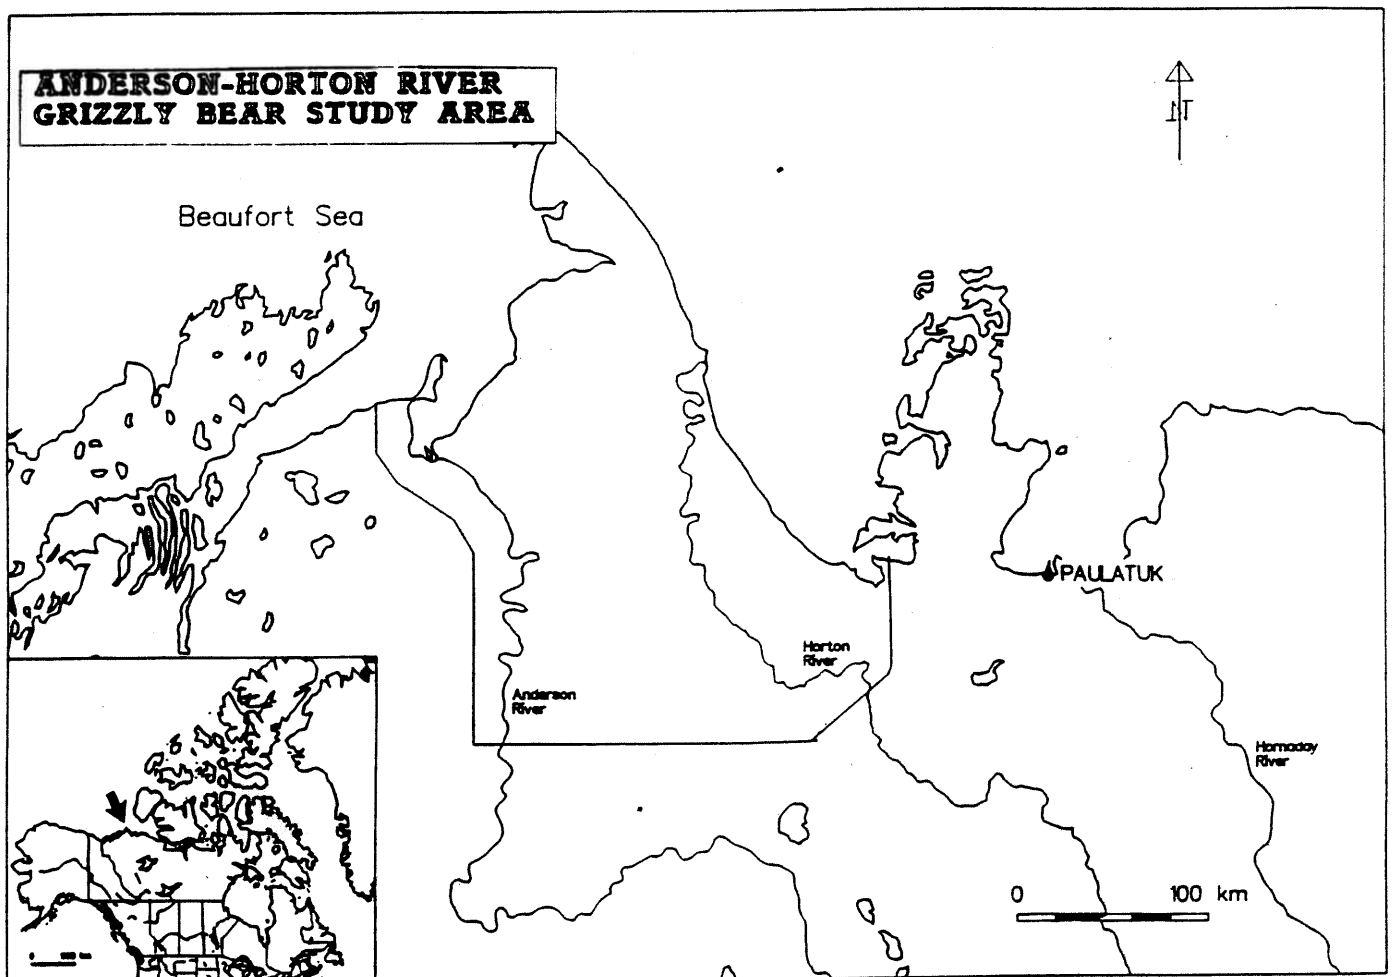 ANDERSON-HORTON RIVER
GRIZZLY BEAR STUDY AREA
N
Beaufort Sea
PAULATUK
Horton
River
Anderson
River
Hornaday
River
0 100 km
0